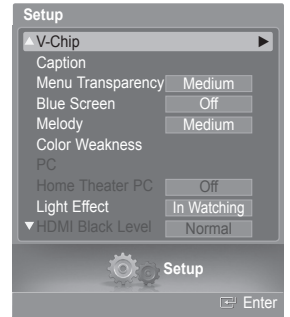 Setup
V-Chip
Caption
Menu Transparency Medium
Blue Screen Off
Melody Medium
Color Weakness
PC
Home Theater PC Off
Light Effect In Watching
HDMI Black Level Normal
Setup
Enter